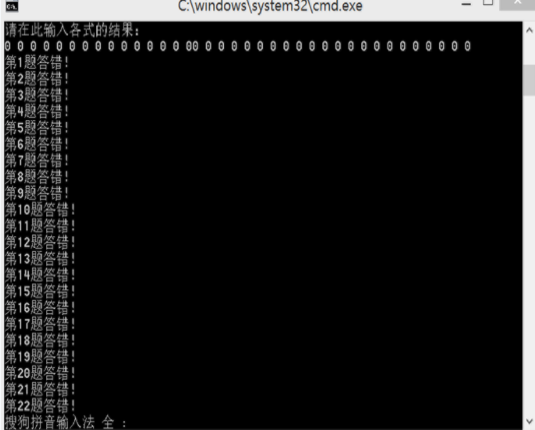 C:\windows\system32\cmd.exe
请在此输入各式的结果:
0 0 0 0 0 0 0 0 0 0 0 0 0 0 00 0 0 0 0 0 0 0 0 0 0 0 0 0 0 0 0 0 0 0 0 0
第1题答错!
第2题答错!
第3题答错!
第4题答错!
第5题答错!
第6题答错!
第7题答错!
第8题答错!
第9题答错!
第10题答错!
第11题答错!
第12题答错!
第13题答错!
第14题答错!
第15题答错!
第16题答错!
第17题答错!
第18题答错!
第19题答错!
第20题答错!
第21题答错!
第22题答错!
搜狗拼音输入法 全 :